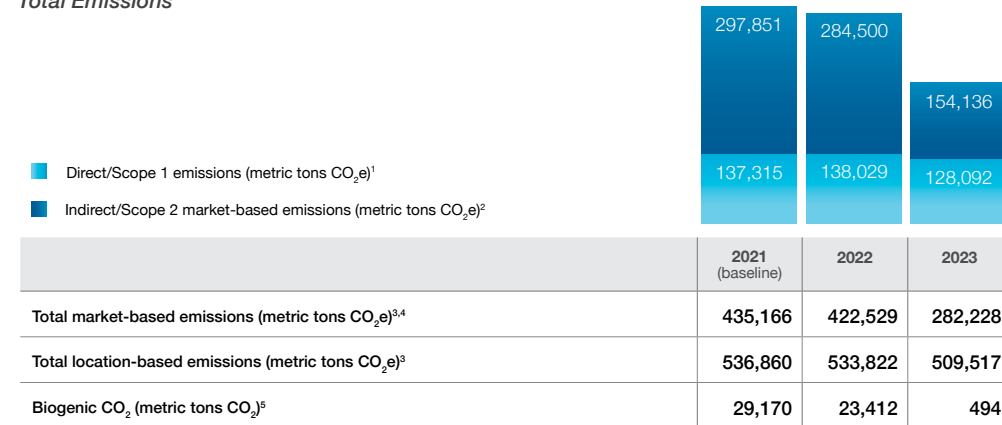 Total Emissions
297,851
284,500
154,136
137,315
138,029
128,092
Direct/Scope 1 emissions (metric tons CO₂e)¹
Indirect/Scope 2 market-based emissions (metric tons CO₂e)²
2021 (baseline) 2022 2023
Total market-based emissions (metric tons CO₂e)³,⁴ 435,166 422,529 282,228
Total location-based emissions (metric tons CO₂e)³ 536,860 533,822 509,517
Biogenic CO₂ (metric tons CO₂)⁵ 29,170 23,412 494